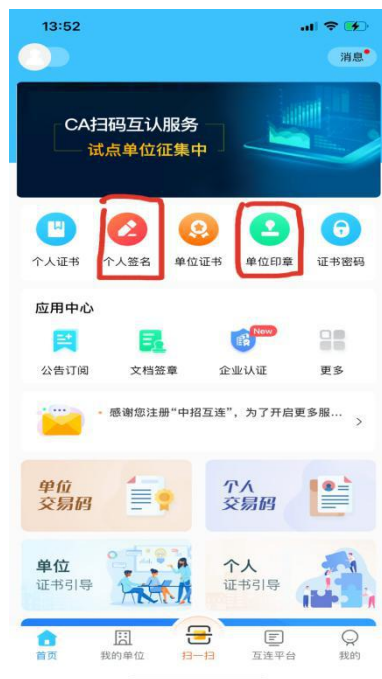 13:52
消息
CA扫码互认服务
试点单位征集中
个人证书 个人签名 单位证书 单位印章 证书密码
应用中心
New
公告订阅 文档签章 企业认证 更多
感谢您注册“中招互连”，为了开启更多服...
单位 个人
交易码 交易码
单位 个人
证书引导 证书引导
首页 我的单位 扫一扫 互连平台 我的